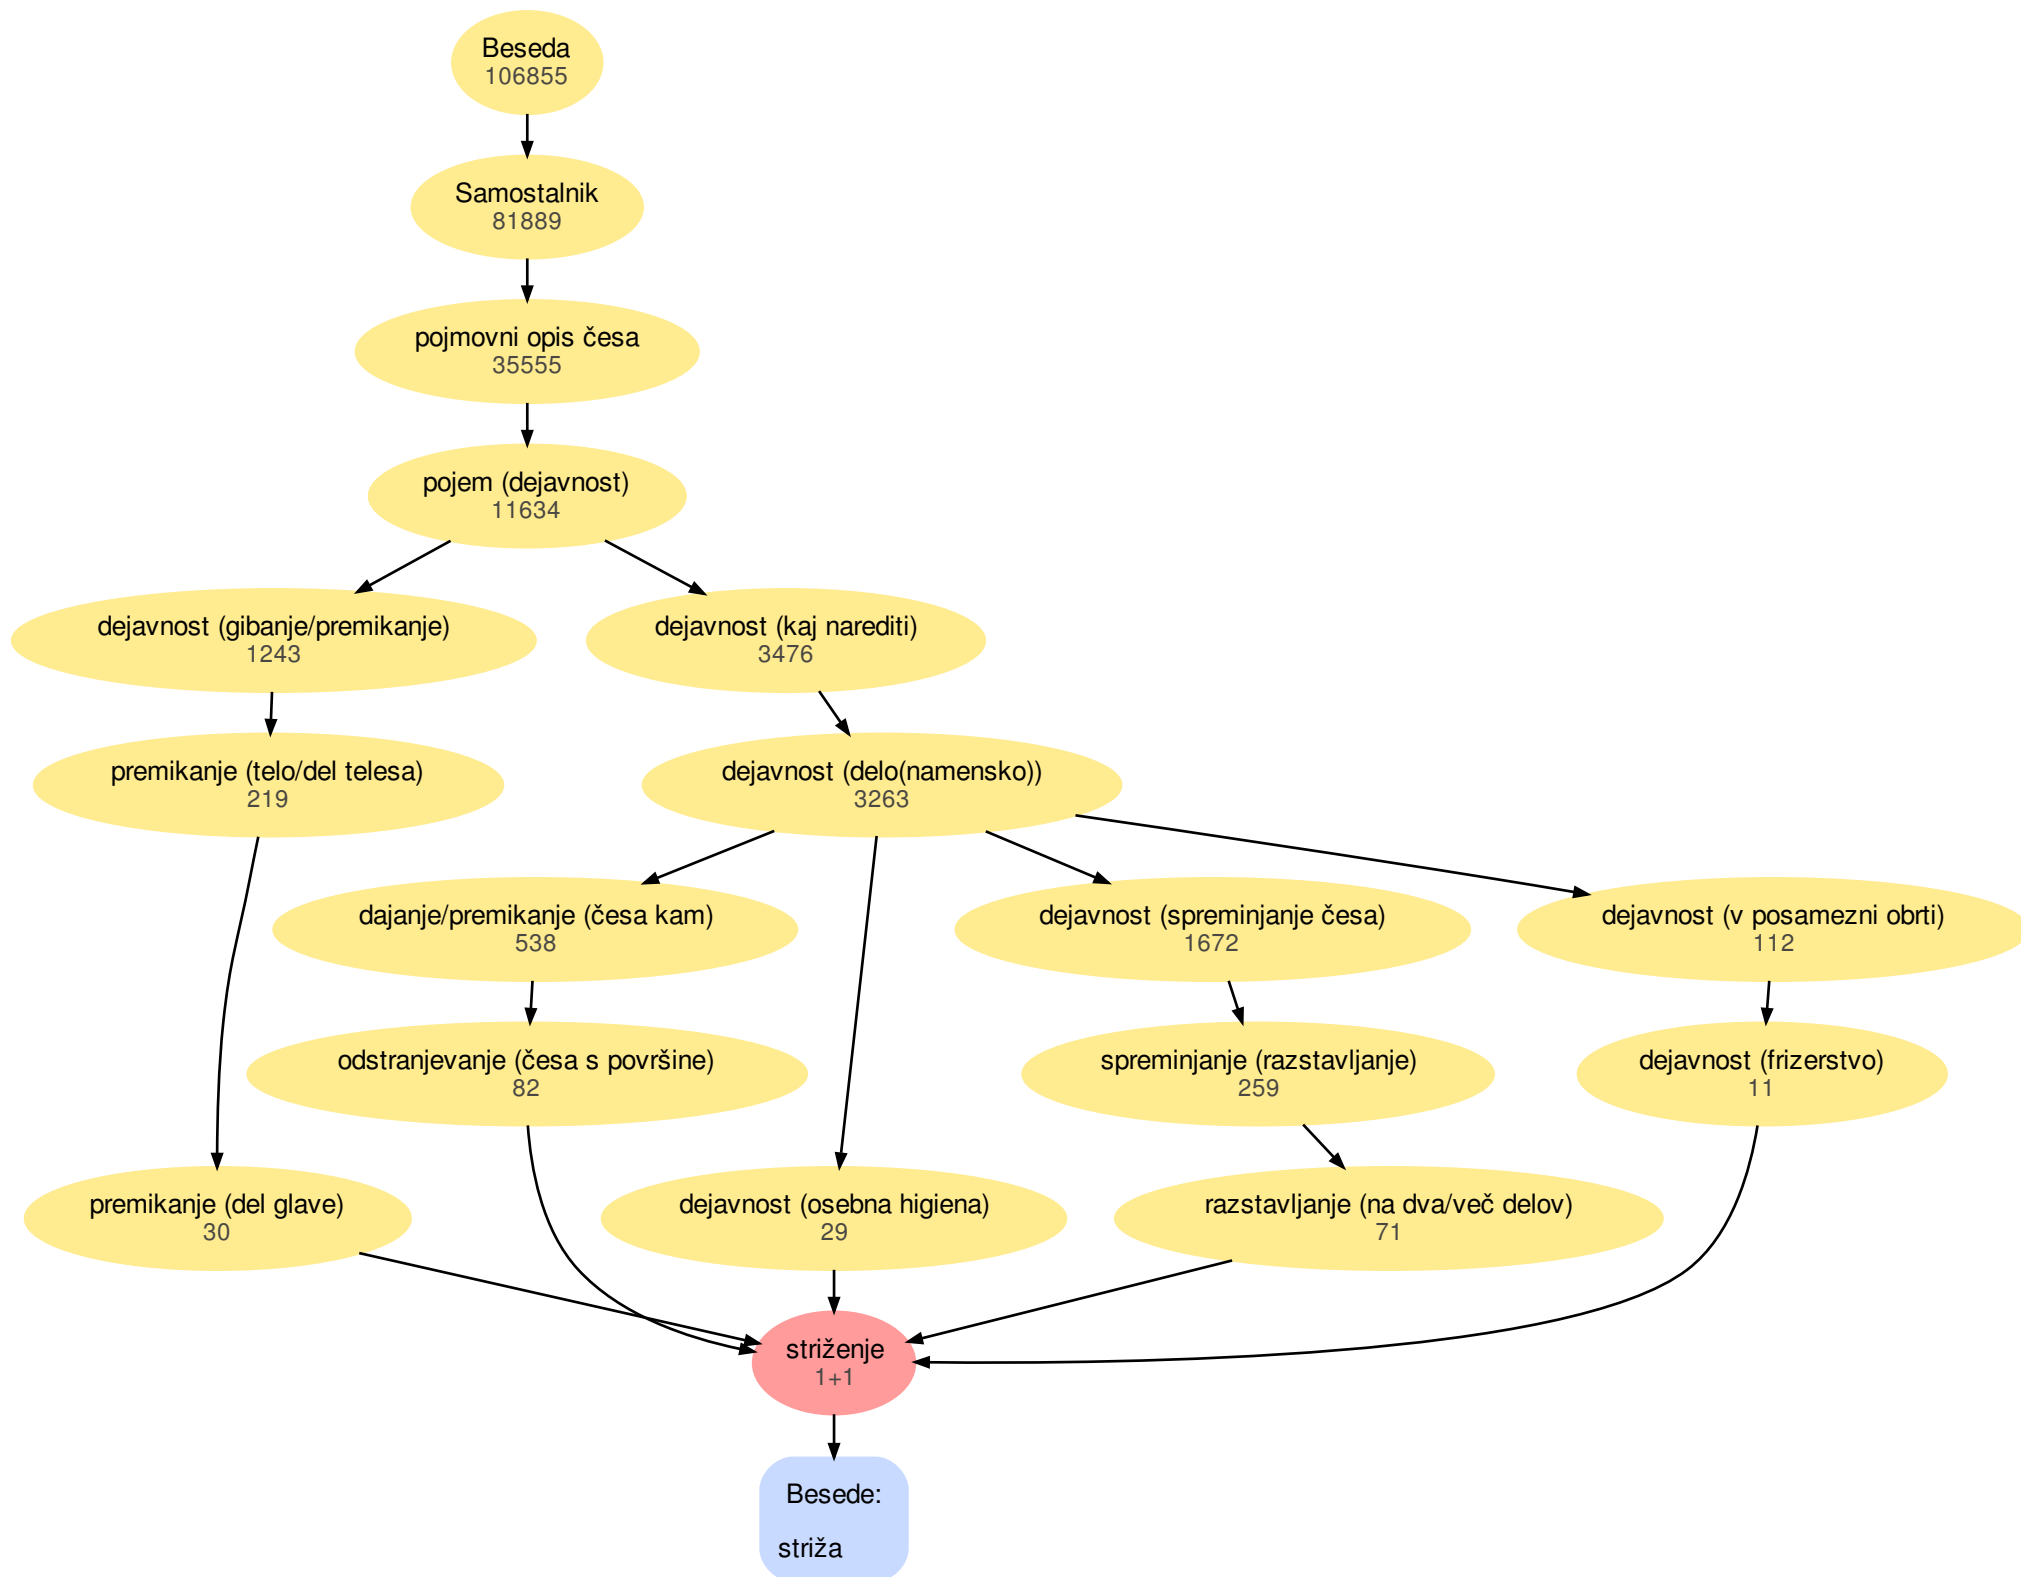 Beseda
106855
Samostalnik
81889
pojmovni opis česa
35555
pojem (dejavnost)
11634
dejavnost (gibanje/premikanje)
1243
dejavnost (kaj narediti)
3476
premikanje (telo/del telesa)
219
dejavnost (delo(namensko))
3263
dajanje/premikanje (česa kam)
538
dejavnost (spreminjanje česa)
1672
dejavnost (v posamezni obrti)
112
odstranjevanje (česa s površine)
82
spreminjanje (razstavljanje)
259
dejavnost (frizerstvo)
11
premikanje (del glave)
30
dejavnost (osebna higiena)
29
razstavljanje (na dva/več delov)
71
striženje
1+1
Besede:
striža